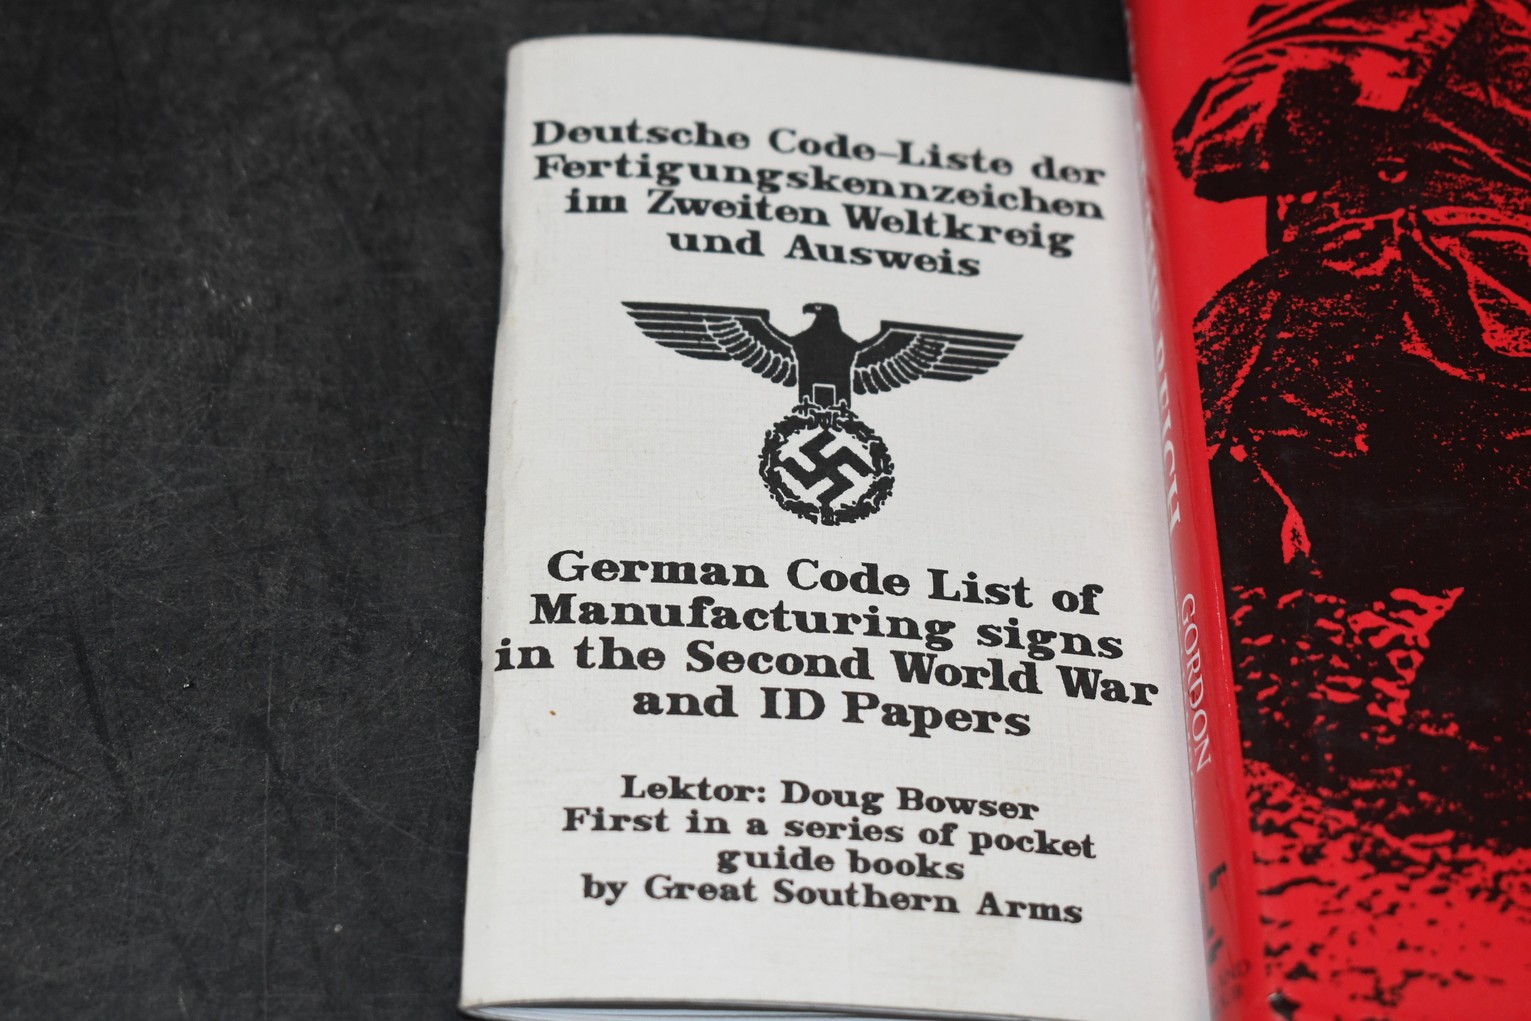 Deutsche Code-Liste der
Fertigungskennzeichen
im Zweiten Weltkreig
und Ausweis
German Code List of
Manufacturing signs
in the Second World War
and ID Papers
Lektor: Doug Bowser
First in a series of pocket
guide books
by Great Southern Arms
REICH
GORDON